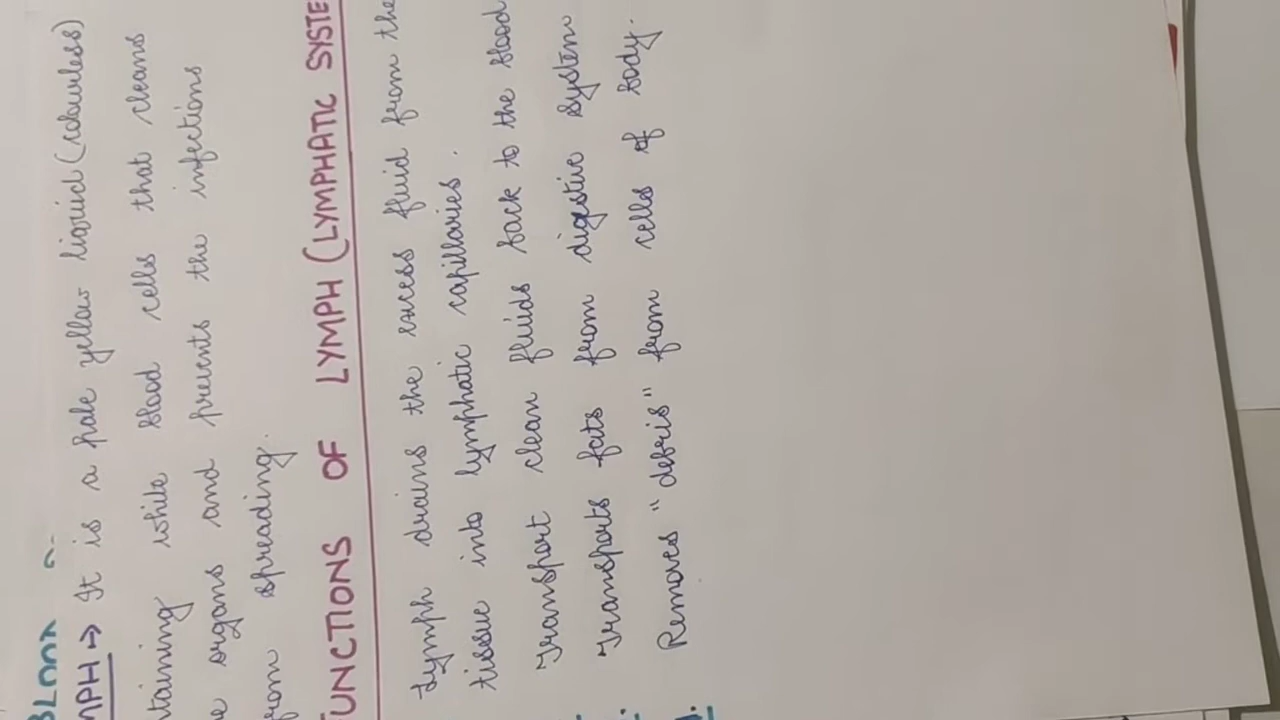 BLOOD
MPH → It is a pale yellow liquid (colourless)
ntaining white blood cells that cleans
e organs and prevents the infections
from spreading.
FUNCTIONS OF LYMPH (LYMPHATIC SYSTE
Lymph drains the excess fluid from the
tissue into lymphatic capillaries.
Transport clean fluids back to the blood
Transports fats from digestive system
Removes "debris" from cells of body.